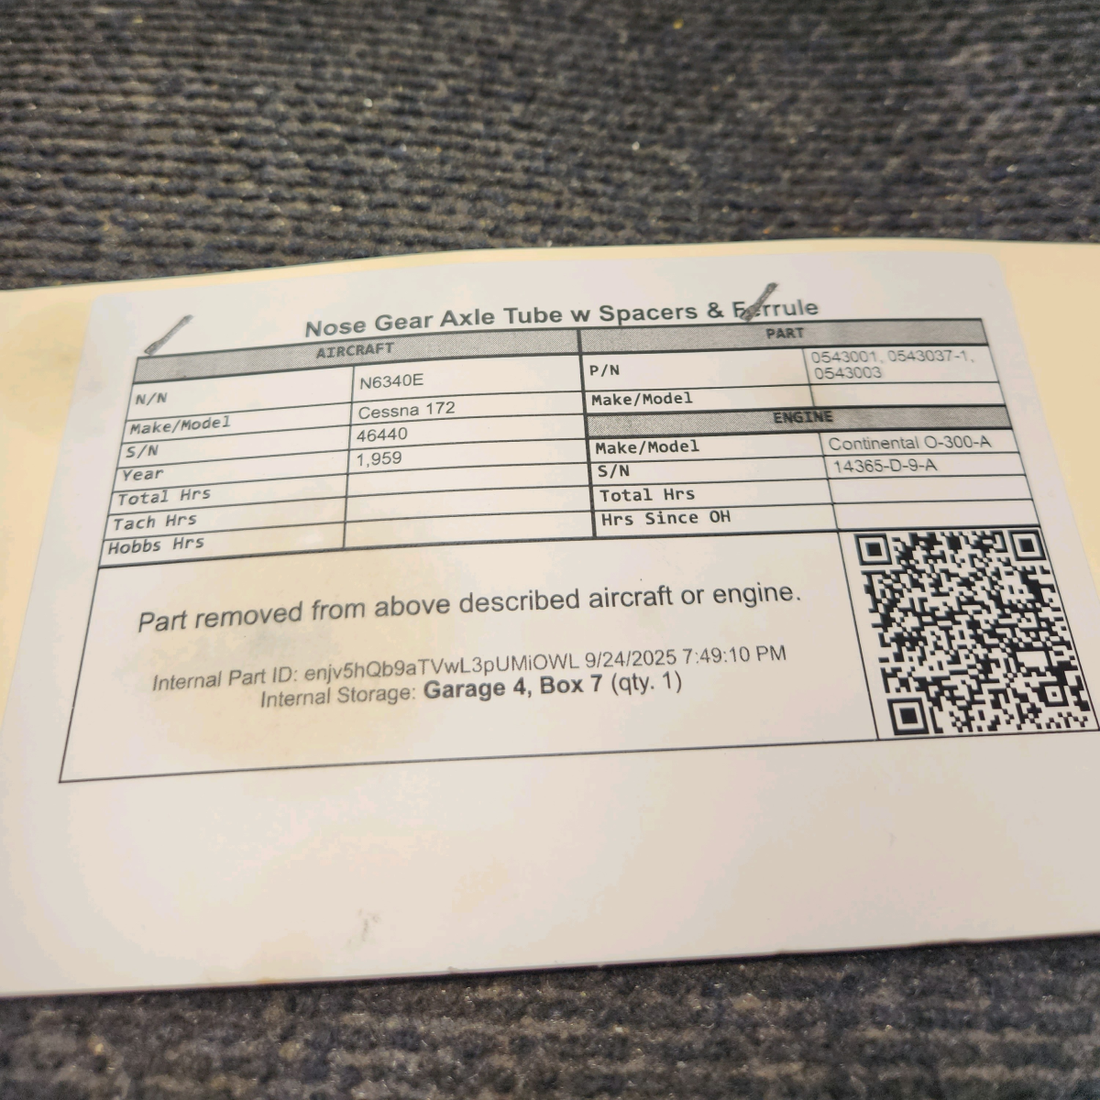 Nose Gear Axle Tube w Spacers & Ferrule
AIRCRAFT
N/N N6340E
Make/Model Cessna 172
S/N 46440
Year 1,959
Total Hrs
Tach Hrs
Hobbs Hrs
PART
P/N 0543001, 0543037-1,
0543003
Make/Model
ENGINE
Make/Model Continental O-300-A
S/N 14365-D-9-A
Total Hrs
Hrs Since OH
Part removed from above described aircraft or engine.
Internal Part ID: enjv5hQb9aTVwL3pUMiOWL 9/24/2025 7:49:10 PM
Internal Storage: Garage 4, Box 7 (qty. 1)